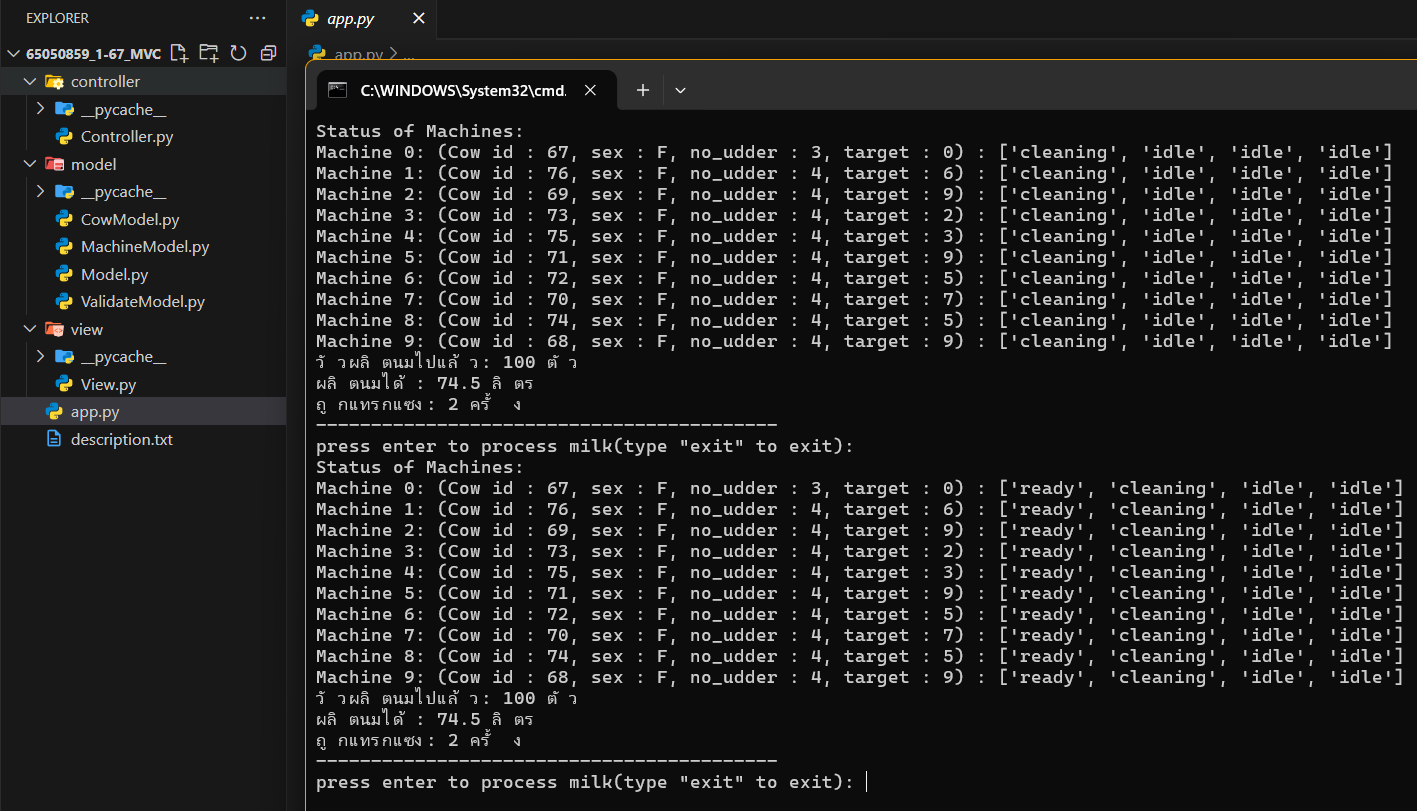 EXPLORER
···
65050859_1-67_MVC
controller
__pycache__
Controller.py
model
__pycache__
CowModel.py
MachineModel.py
Model.py
ValidateModel.py
view
__pycache__
View.py
app.py
description.txt
app.py
app.py > ...
C:\WINDOWS\System32\cmd.
Status of Machines:
Machine 0: (Cow id : 67, sex : F, no_udder : 3, target : 0) : ['cleaning', 'idle', 'idle', 'idle']
Machine 1: (Cow id : 76, sex : F, no_udder : 4, target : 6) : ['cleaning', 'idle', 'idle', 'idle']
Machine 2: (Cow id : 69, sex : F, no_udder : 4, target : 9) : ['cleaning', 'idle', 'idle', 'idle']
Machine 3: (Cow id : 73, sex : F, no_udder : 4, target : 2) : ['cleaning', 'idle', 'idle', 'idle']
Machine 4: (Cow id : 75, sex : F, no_udder : 4, target : 3) : ['cleaning', 'idle', 'idle', 'idle']
Machine 5: (Cow id : 71, sex : F, no_udder : 4, target : 9) : ['cleaning', 'idle', 'idle', 'idle']
Machine 6: (Cow id : 72, sex : F, no_udder : 4, target : 5) : ['cleaning', 'idle', 'idle', 'idle']
Machine 7: (Cow id : 70, sex : F, no_udder : 4, target : 7) : ['cleaning', 'idle', 'idle', 'idle']
Machine 8: (Cow id : 74, sex : F, no_udder : 4, target : 5) : ['cleaning', 'idle', 'idle', 'idle']
Machine 9: (Cow id : 68, sex : F, no_udder : 4, target : 9) : ['cleaning', 'idle', 'idle', 'idle']
วัวผลิตนมไปแล้ว: 100 ตัว
ผลิตนมได้ : 74.5 ลิตร
ถูกแทรกแซง: 2 ครั้ง
------------------------------------------
press enter to process milk(type "exit" to exit):
Status of Machines:
Machine 0: (Cow id : 67, sex : F, no_udder : 3, target : 0) : ['ready', 'cleaning', 'idle', 'idle']
Machine 1: (Cow id : 76, sex : F, no_udder : 4, target : 6) : ['ready', 'cleaning', 'idle', 'idle']
Machine 2: (Cow id : 69, sex : F, no_udder : 4, target : 9) : ['ready', 'cleaning', 'idle', 'idle']
Machine 3: (Cow id : 73, sex : F, no_udder : 4, target : 2) : ['ready', 'cleaning', 'idle', 'idle']
Machine 4: (Cow id : 75, sex : F, no_udder : 4, target : 3) : ['ready', 'cleaning', 'idle', 'idle']
Machine 5: (Cow id : 71, sex : F, no_udder : 4, target : 9) : ['ready', 'cleaning', 'idle', 'idle']
Machine 6: (Cow id : 72, sex : F, no_udder : 4, target : 5) : ['ready', 'cleaning', 'idle', 'idle']
Machine 7: (Cow id : 70, sex : F, no_udder : 4, target : 7) : ['ready', 'cleaning', 'idle', 'idle']
Machine 8: (Cow id : 74, sex : F, no_udder : 4, target : 5) : ['ready', 'cleaning', 'idle', 'idle']
Machine 9: (Cow id : 68, sex : F, no_udder : 4, target : 9) : ['ready', 'cleaning', 'idle', 'idle']
วัวผลิตนมไปแล้ว: 100 ตัว
ผลิตนมได้ : 74.5 ลิตร
ถูกแทรกแซง: 2 ครั้ง
------------------------------------------
press enter to process milk(type "exit" to exit):